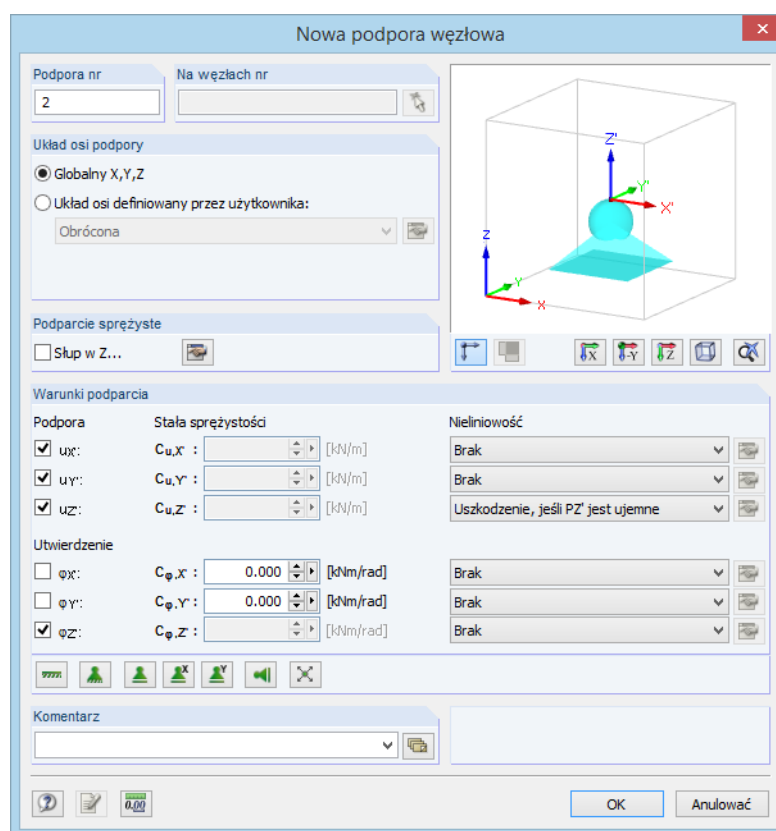 Nowa podpora węzłowa
Podpora nr
Na węzłach nr
2
Układ osi podpory
Globalny X,Y,Z
Układ osi definiowany przez użytkownika:
Obrócona
Z'
Y'
X'
Z
Y
X
Podparcie sprężyste
Słup w Z...
X
-Y
Z
Warunki podparcia
Podpora Stała sprężystości Nieliniowość
uX': Cu,X' : [kN/m] Brak
uY': Cu,Y' : [kN/m] Brak
uZ': Cu,Z' : [kN/m] Uszkodzenie, jeśli PZ' jest ujemne
Utwierdzenie
φX': Cφ,X' : 0.000 [kNm/rad] Brak
φY': Cφ,Y' : 0.000 [kNm/rad] Brak
φZ': Cφ,Z' : [kNm/rad] Brak
X
Y
Komentarz
0.00
OK
Anulować